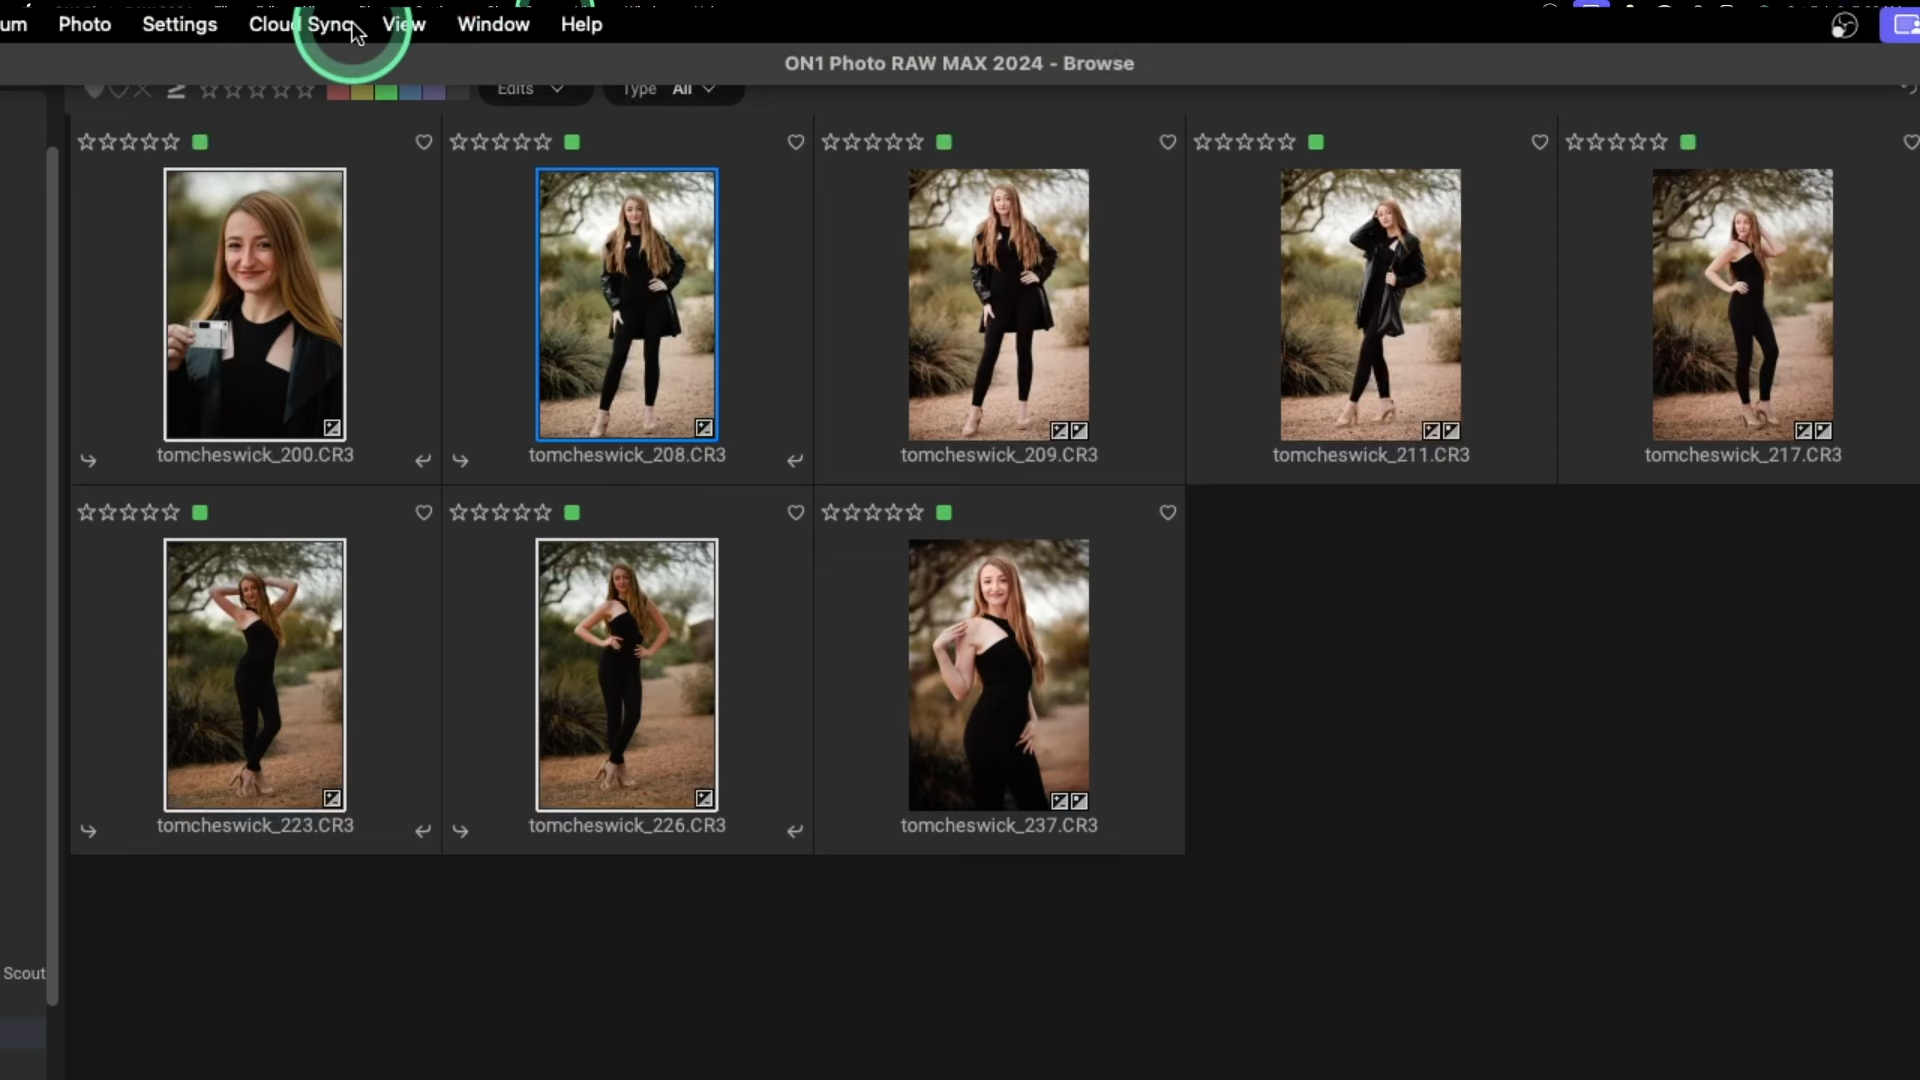 um Photo Settings Cloud Sync View Window Help
ON1 Photo RAW MAX 2024 - Browse
Edits Type All
tomcheswick_200.CR3 tomcheswick_208.CR3 tomcheswick_209.CR3 tomcheswick_211.CR3 tomcheswick_217.CR3
tomcheswick_223.CR3 tomcheswick_226.CR3 tomcheswick_237.CR3
Scout